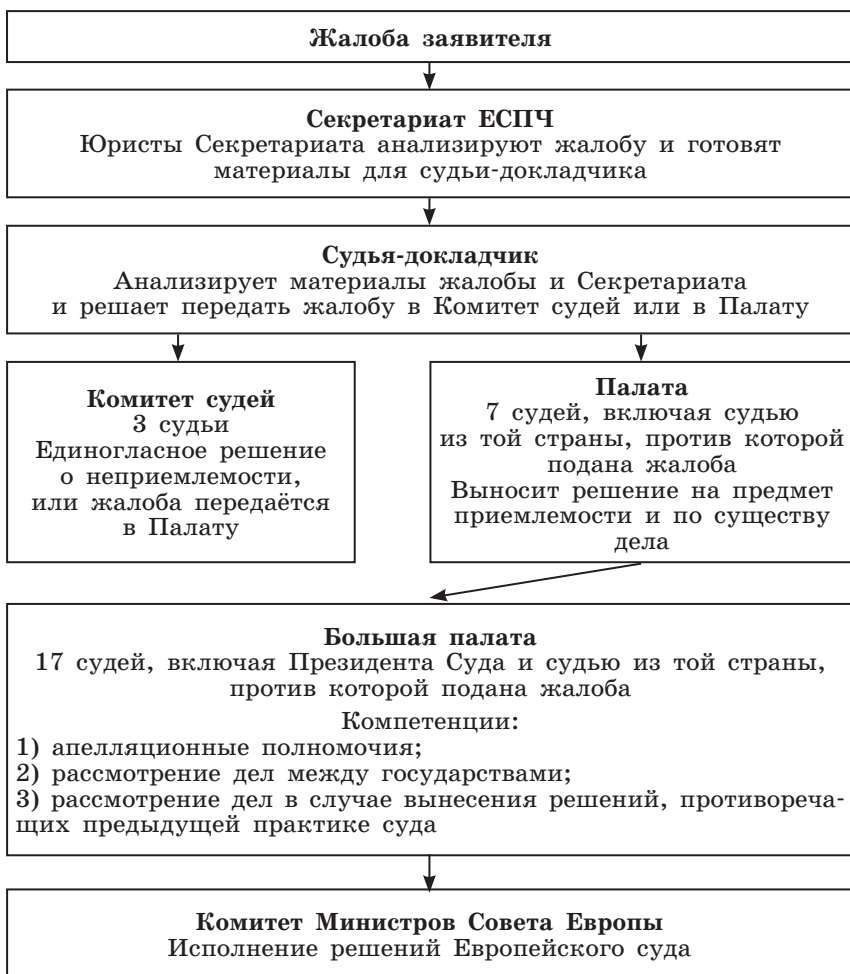 Жалоба заявителя
Секретариат ЕСПЧ
Юристы Секретариата анализируют жалобу и готовят
материалы для судьи-докладчика
Судья-докладчик
Анализирует материалы жалобы и Секретариата
и решает передать жалобу в Комитет судей или в Палату
Комитет судей
3 судьи
Единогласное решение
о неприемлемости,
или жалоба передаётся
в Палату
Палата
7 судей, включая судью
из той страны, против которой
подана жалоба
Выносит решение на предмет
приемлемости и по существу
дела
Большая палата
17 судей, включая Президента Суда и судью из той страны,
против которой подана жалоба
Компетенции:
1) апелляционные полномочия;
2) рассмотрение дел между государствами;
3) рассмотрение дел в случае вынесения решений, противореча-
щих предыдущей практике суда
Комитет Министров Совета Европы
Исполнение решений Европейского суда